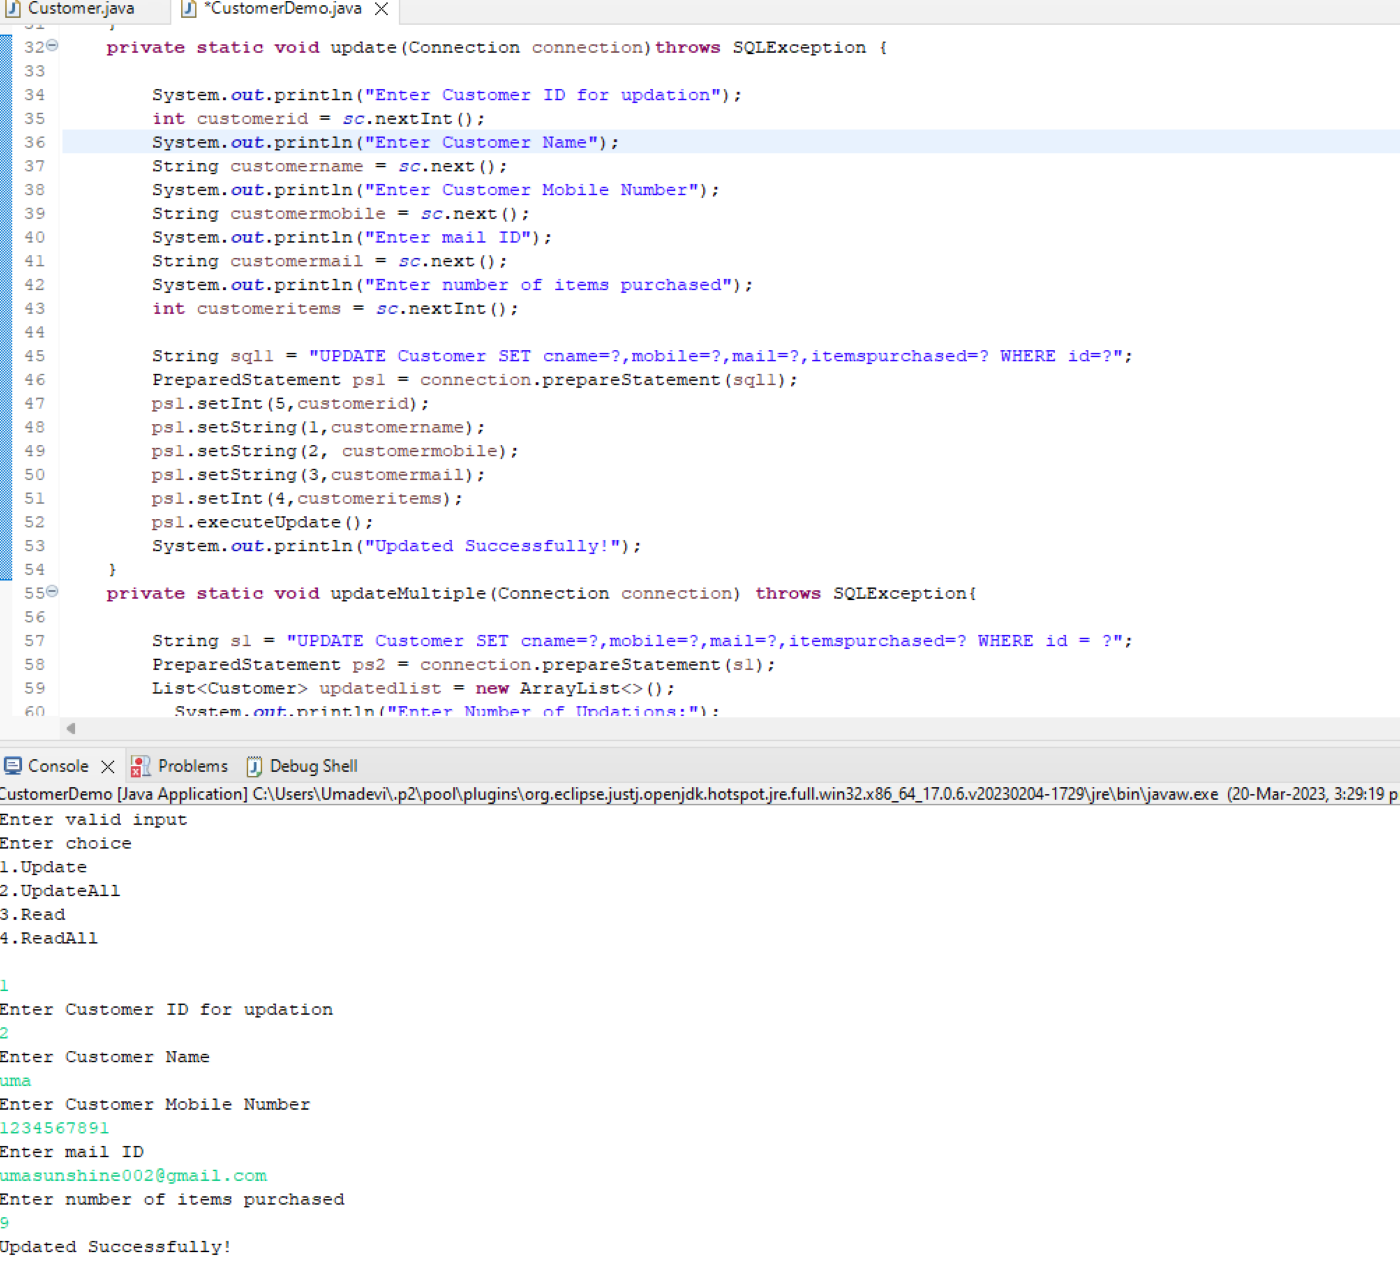 Customer.java
*CustomerDemo.java
31 }
32 private static void update(Connection connection)throws SQLException {
33
34 System.out.println("Enter Customer ID for updation");
35 int customerid = sc.nextInt();
36 System.out.println("Enter Customer Name");
37 String customername = sc.next();
38 System.out.println("Enter Customer Mobile Number");
39 String customermobile = sc.next();
40 System.out.println("Enter mail ID");
41 String customermail = sc.next();
42 System.out.println("Enter number of items purchased");
43 int customeritems = sc.nextInt();
44
45 String sql1 = "UPDATE Customer SET cname=?,mobile=?,mail=?,itemspurchased=? WHERE id=?";
46 PreparedStatement ps1 = connection.prepareStatement(sql1);
47 ps1.setInt(5,customerid);
48 ps1.setString(1,customername);
49 ps1.setString(2, customermobile);
50 ps1.setString(3,customermail);
51 ps1.setInt(4,customeritems);
52 ps1.executeUpdate();
53 System.out.println("Updated Successfully!");
54 }
55 private static void updateMultiple(Connection connection) throws SQLException{
56
57 String s1 = "UPDATE Customer SET cname=?,mobile=?,mail=?,itemspurchased=? WHERE id = ?";
58 PreparedStatement ps2 = connection.prepareStatement(s1);
59 List<Customer> updatedlist = new ArrayList<>();
60 System.out.println("Enter Number of Updations:");
Console Problems Debug Shell
CustomerDemo [Java Application] C:\Users\Umadevi\.p2\pool\plugins\org.eclipse.justj.openjdk.hotspot.jre.full.win32.x86_64_17.0.6.v20230204-1729\jre\bin\javaw.exe (20-Mar-2023, 3:29:19 p
Enter valid input
Enter choice
1.Update
2.UpdateAll
3.Read
4.ReadAll
1
Enter Customer ID for updation
2
Enter Customer Name
uma
Enter Customer Mobile Number
1234567891
Enter mail ID
umasunshine002@gmail.com
Enter number of items purchased
9
Updated Successfully!